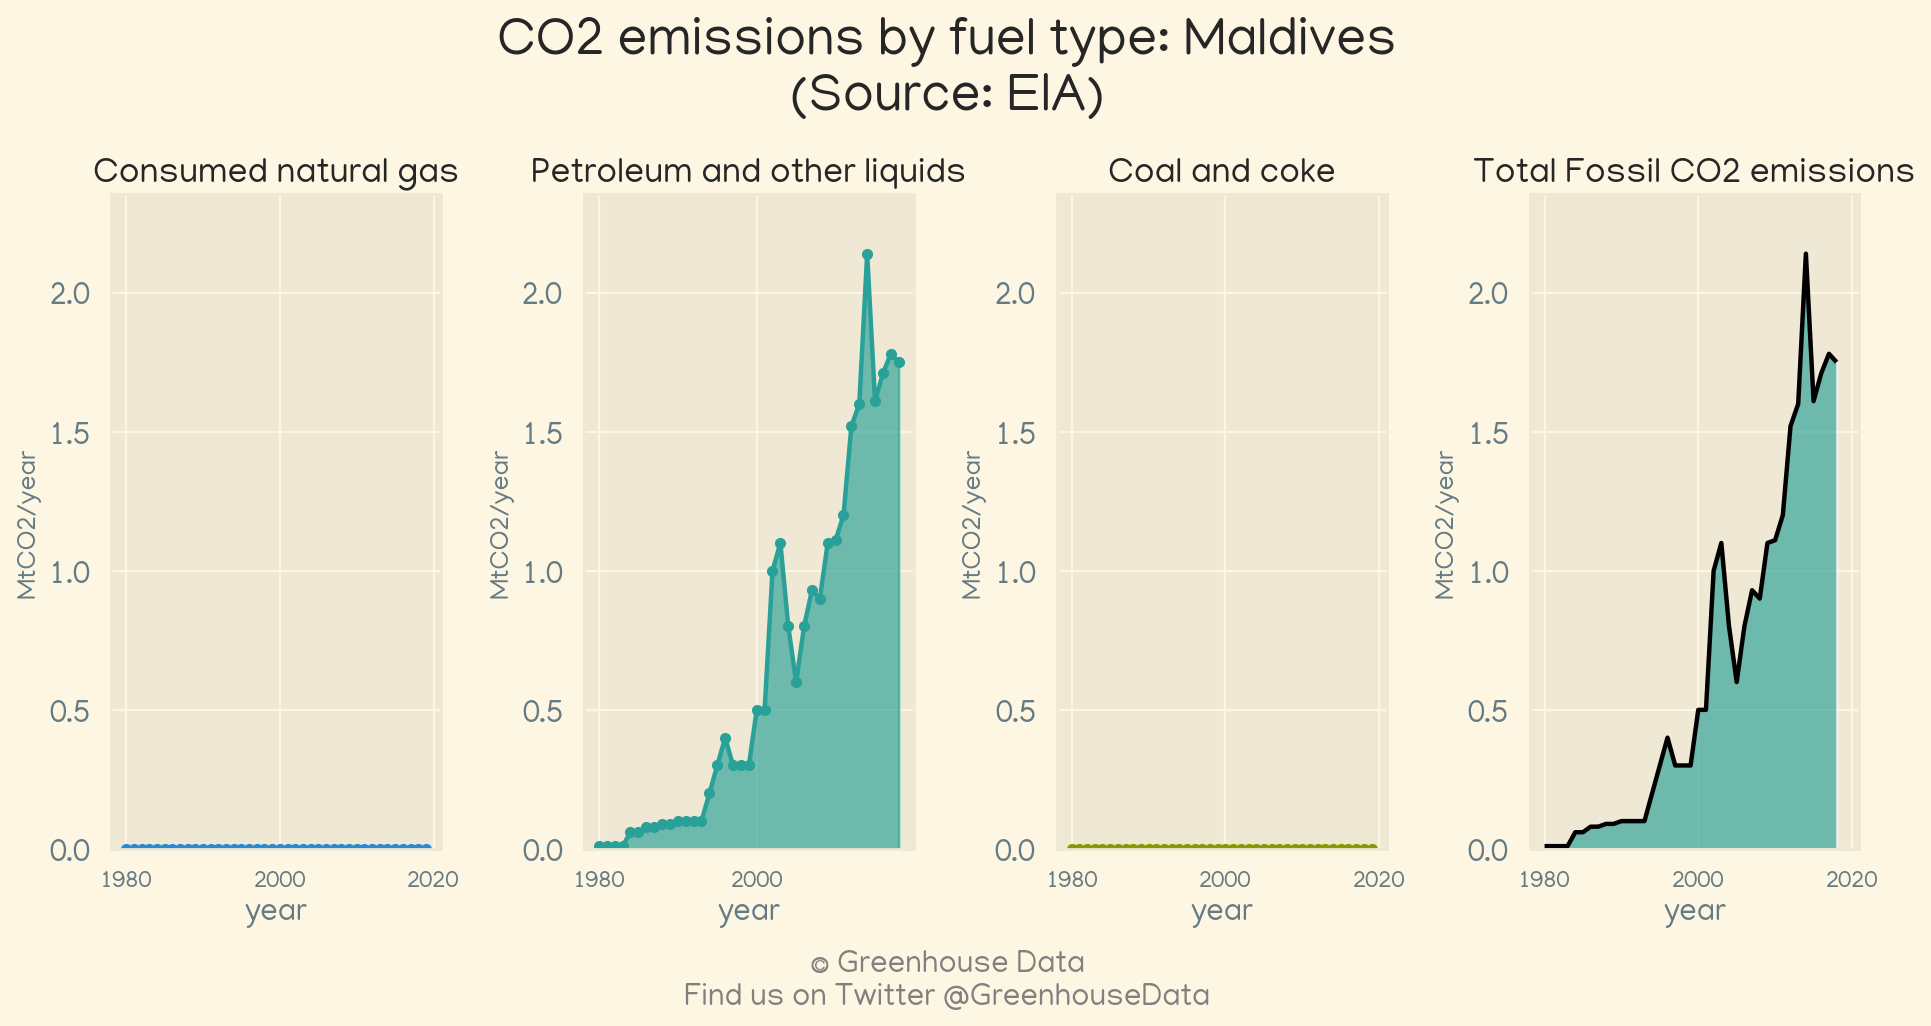 CO2 emissions by fuel type: Maldives
(Source: EIA)
Consumed natural gas
Petroleum and other liquids
Coal and coke
Total Fossil CO2 emissions
MtCO2/year
2.0
1.5
1.0
0.5
0.0
1980 2000 2020
year
MtCO2/year
2.0
1.5
1.0
0.5
0.0
1980 2000
year
MtCO2/year
2.0
1.5
1.0
0.5
0.0
1980 2000 2020
year
MtCO2/year
2.0
1.5
1.0
0.5
0.0
1980 2000 2020
year
© Greenhouse Data
Find us on Twitter @GreenhouseData